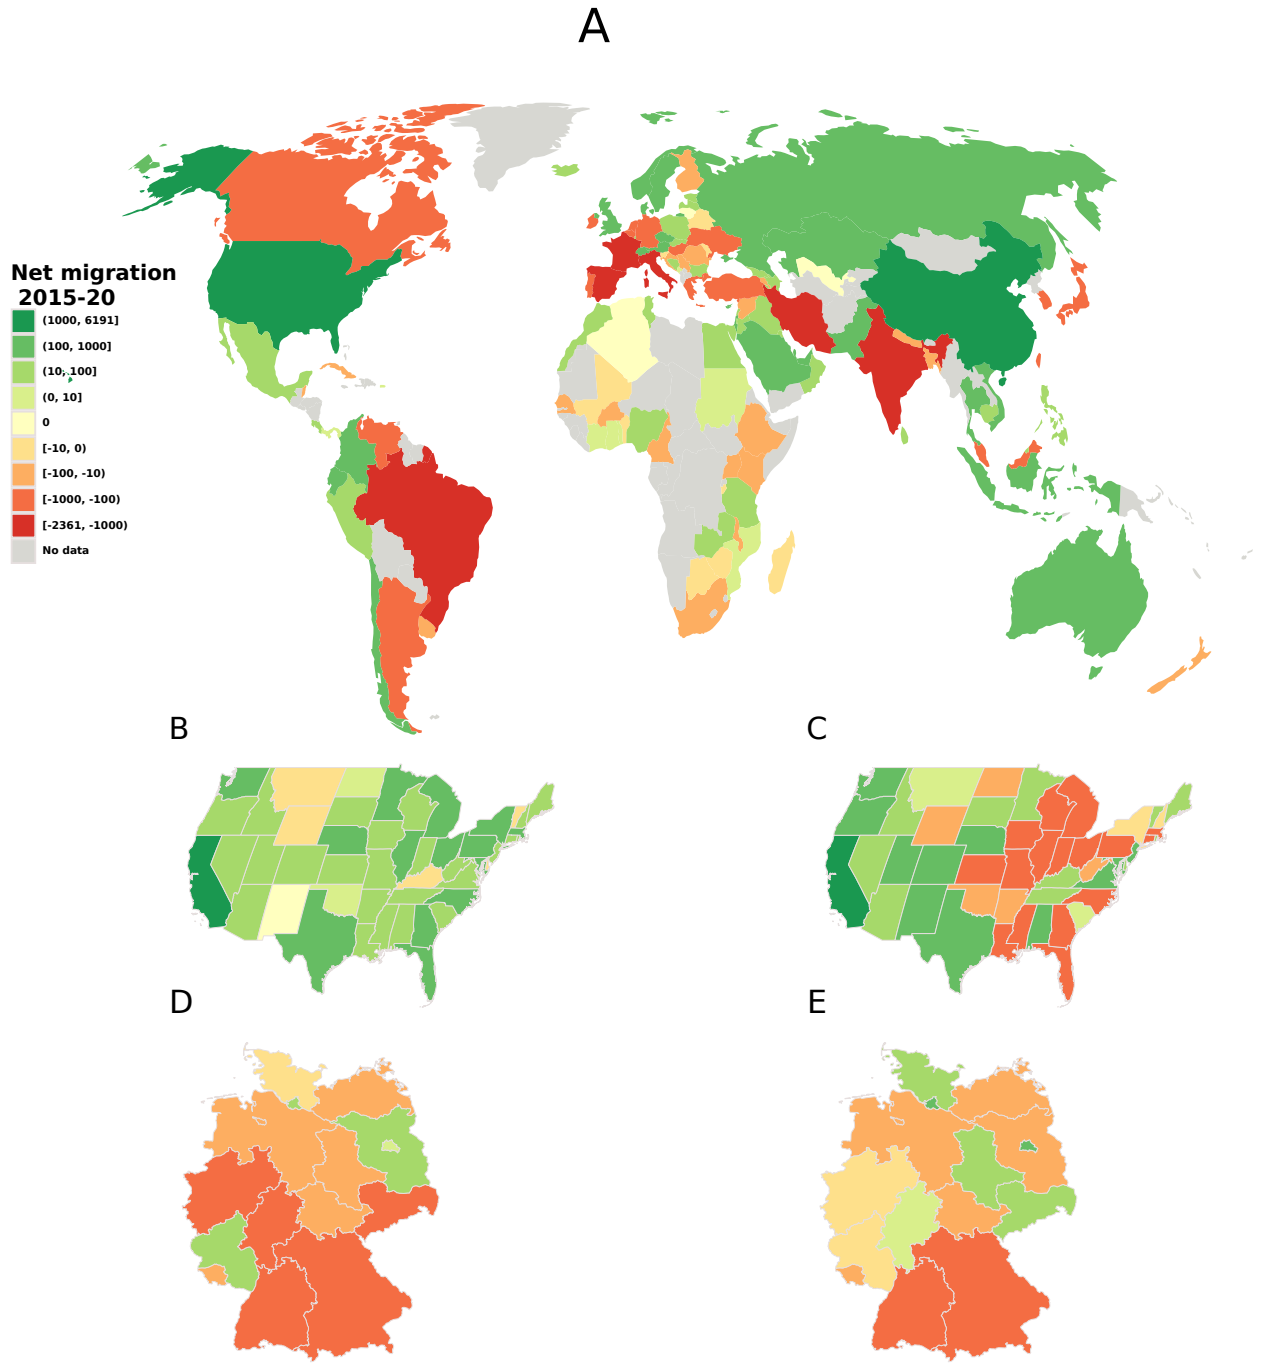 A
Net migration
2015-20
(1000, 6191]
(100, 1000]
(10, 100]
(0, 10]
0
[-10, 0)
[-100, -10)
[-1000, -100)
[-2361, -1000)
No data
B
C
D
E